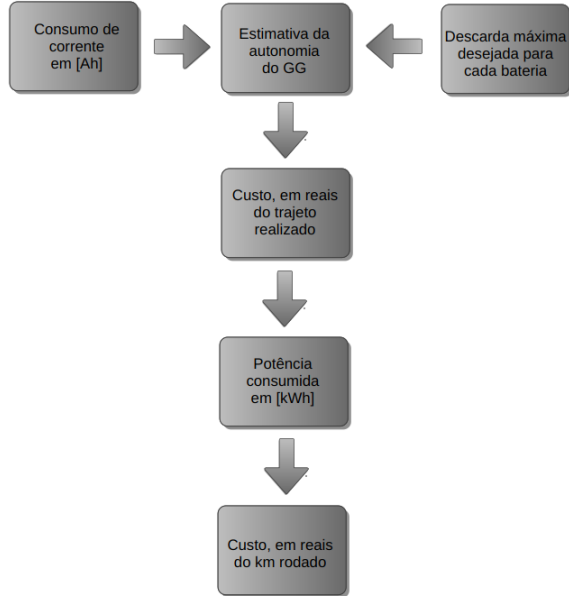 Consumo de
corrente
em [Ah]
Estimativa da
autonomia
do GG
Descarda máxima
desejada para
cada bateria
Custo, em reais
do trajeto
realizado
Potência
consumida
em [kWh]
Custo, em reais
do km rodado